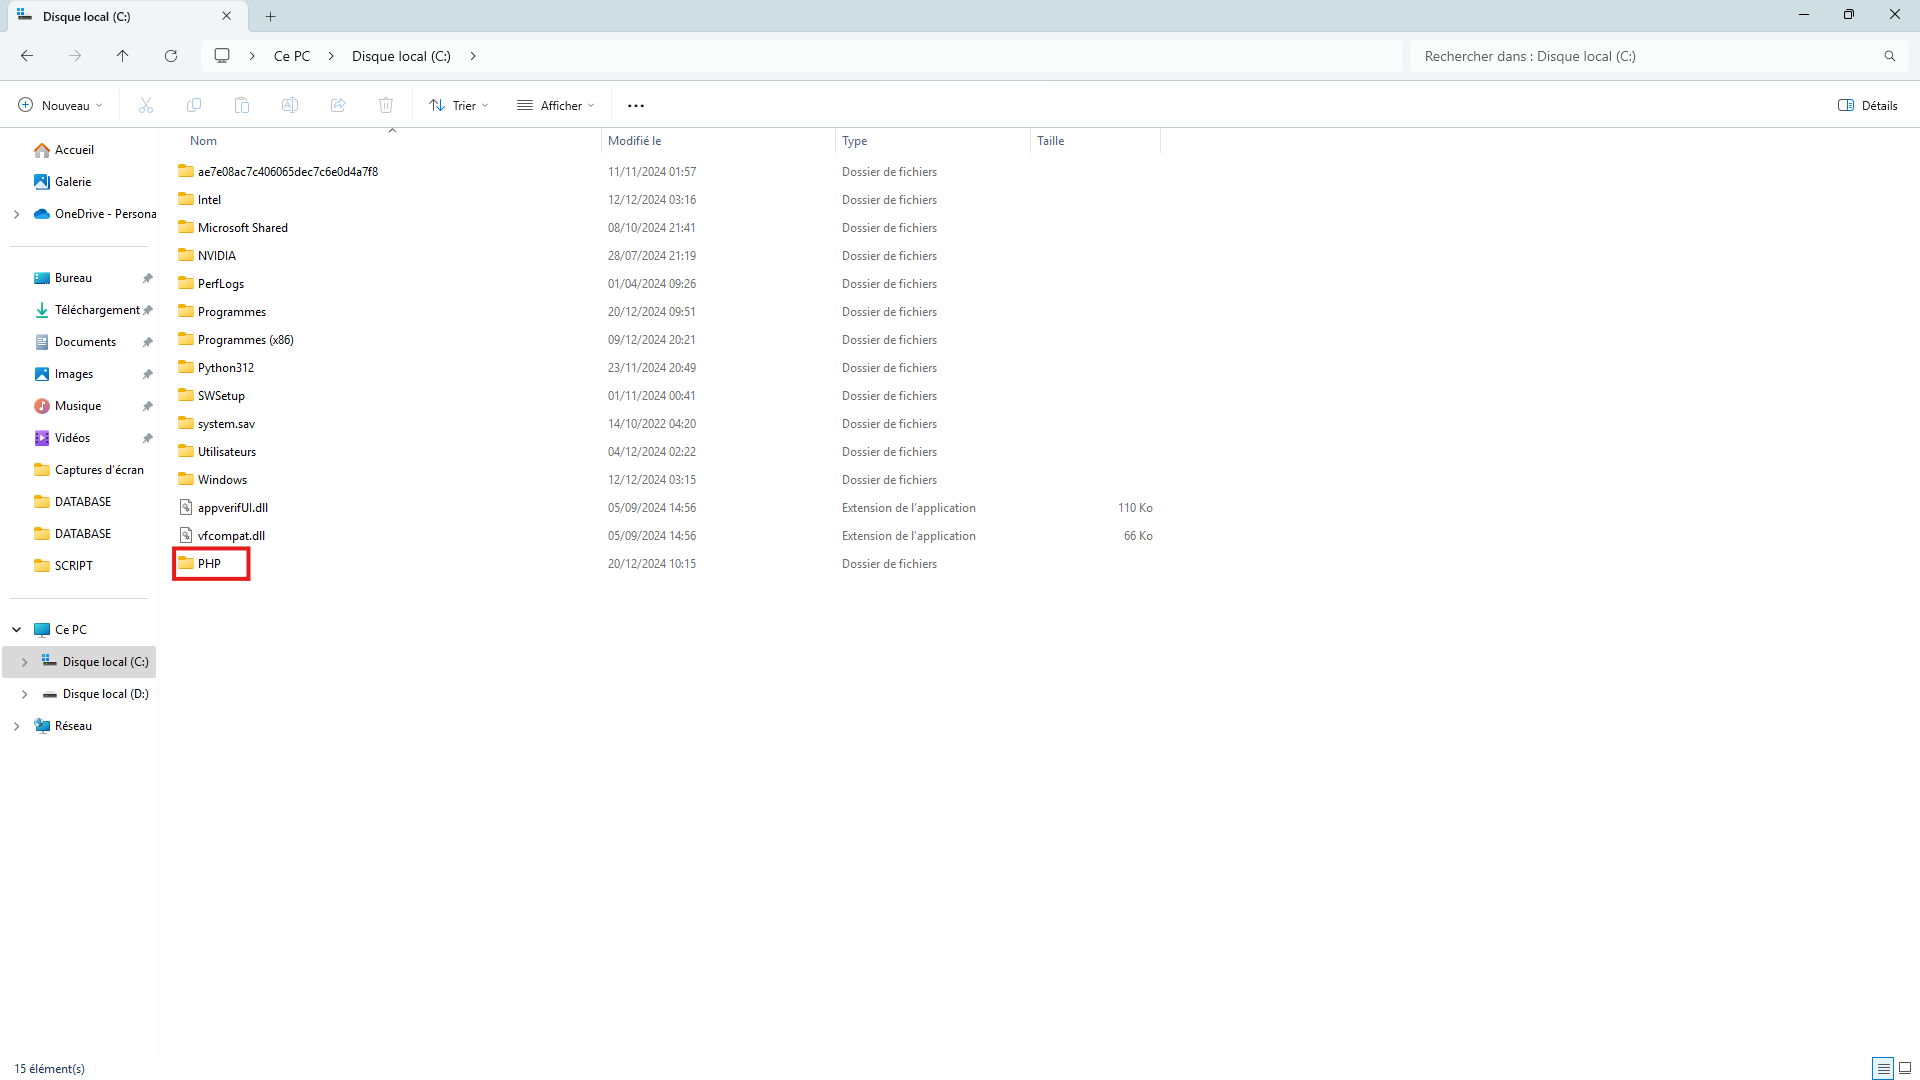 Disque local (C:)
Ce PC
Disque local (C:)
Rechercher dans : Disque local (C:)
Nouveau
Trier
Afficher
Détails
Nom
Modifié le
Type
Taille
Accueil
Galerie
OneDrive - Persona
Bureau
Téléchargement
Documents
Images
Musique
Vidéos
Captures d'écran
DATABASE
DATABASE
SCRIPT
Ce PC
Disque local (C:)
Disque local (D:)
Réseau
ae7e08ac7c406065dec7c6e0d4a7f8 11/11/2024 01:57 Dossier de fichiers
Intel 12/12/2024 03:16 Dossier de fichiers
Microsoft Shared 08/10/2024 21:41 Dossier de fichiers
NVIDIA 28/07/2024 21:19 Dossier de fichiers
PerfLogs 01/04/2024 09:26 Dossier de fichiers
Programmes 20/12/2024 09:51 Dossier de fichiers
Programmes (x86) 09/12/2024 20:21 Dossier de fichiers
Python312 23/11/2024 20:49 Dossier de fichiers
SWSetup 01/11/2024 00:41 Dossier de fichiers
system.sav 14/10/2022 04:20 Dossier de fichiers
Utilisateurs 04/12/2024 02:22 Dossier de fichiers
Windows 12/12/2024 03:15 Dossier de fichiers
appverifUI.dll 05/09/2024 14:56 Extension de l'application 110 Ko
vfcompat.dll 05/09/2024 14:56 Extension de l'application 66 Ko
PHP 20/12/2024 10:15 Dossier de fichiers
15 élément(s)